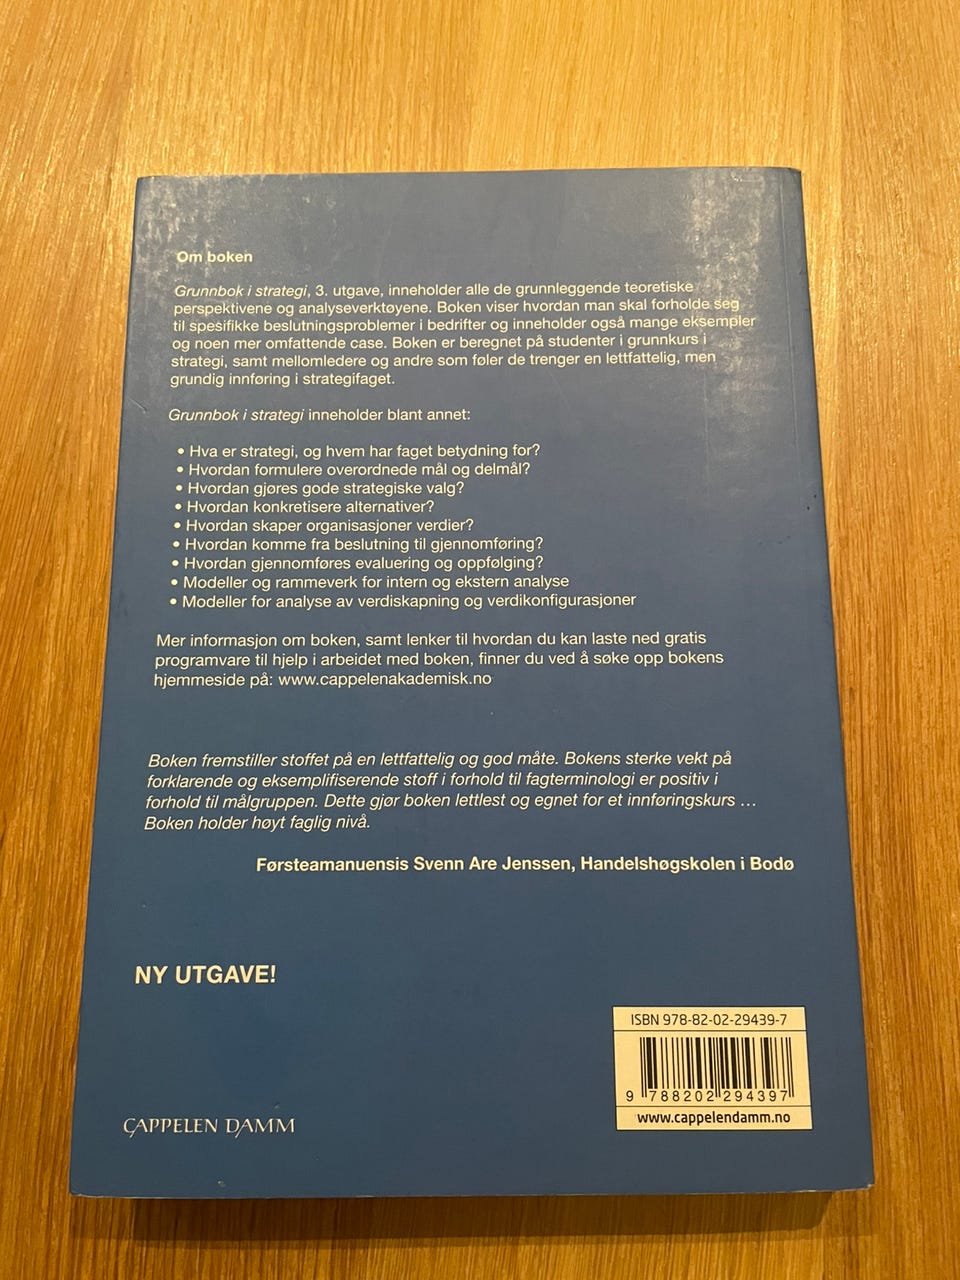 Om boken
Grunnbok i strategi, 3. utgave, inneholder alle de grunnleggende teoretiske
perspektivene og analyseverktøyene. Boken viser hvordan man skal forholde seg
til spesifikke beslutningsproblemer i bedrifter og inneholder også mange eksempler
og noen mer omfattende case. Boken er beregnet på studenter i grunnkurs i
strategi, samt mellomledere og andre som føler de trenger en lettfattelig, men
grundig innføring i strategifaget.
Grunnbok i strategi inneholder blant annet:
• Hva er strategi, og hvem har faget betydning for?
• Hvordan formulere overordnede mål og delmål?
• Hvordan gjøres gode strategiske valg?
• Hvordan konkretisere alternativer?
• Hvordan skaper organisasjoner verdier?
• Hvordan komme fra beslutning til gjennomføring?
• Hvordan gjennomføres evaluering og oppfølging?
• Modeller og rammeverk for intern og ekstern analyse
• Modeller for analyse av verdiskapning og verdikonfigurasjoner
Mer informasjon om boken, samt lenker til hvordan du kan laste ned gratis
programvare til hjelp i arbeidet med boken, finner du ved å søke opp bokens
hjemmeside på: www.cappelenakademisk.no
Boken fremstiller stoffet på en lettfattelig og god måte. Bokens sterke vekt på
forklarende og eksemplifiserende stoff i forhold til fagterminologi er positiv i
forhold til målgruppen. Dette gjør boken lettlest og egnet for et innføringskurs …
Boken holder høyt faglig nivå.
Førsteamanuensis Svenn Are Jenssen, Handelshøgskolen i Bodø
NY UTGAVE!
ISBN 978-82-02-29439-7
9 788202 294397
www.cappelendamm.no
CAPPELEN DAMM